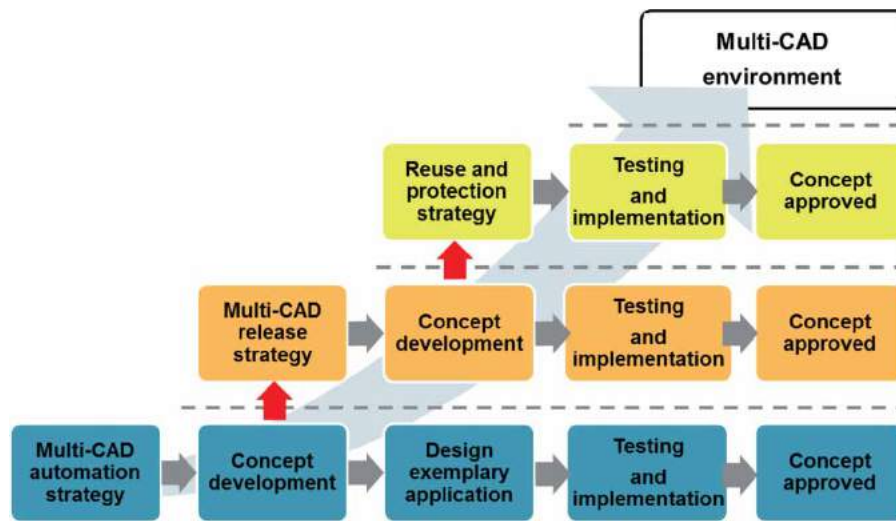 Multi-CAD
environment
Reuse and
protection
strategy
Testing
and
implementation
Concept
approved
Multi-CAD
release
strategy
Concept
development
Testing
and
implementation
Concept
approved
Multi-CAD
automation
strategy
Concept
development
Design
exemplary
application
Testing
and
implementation
Concept
approved